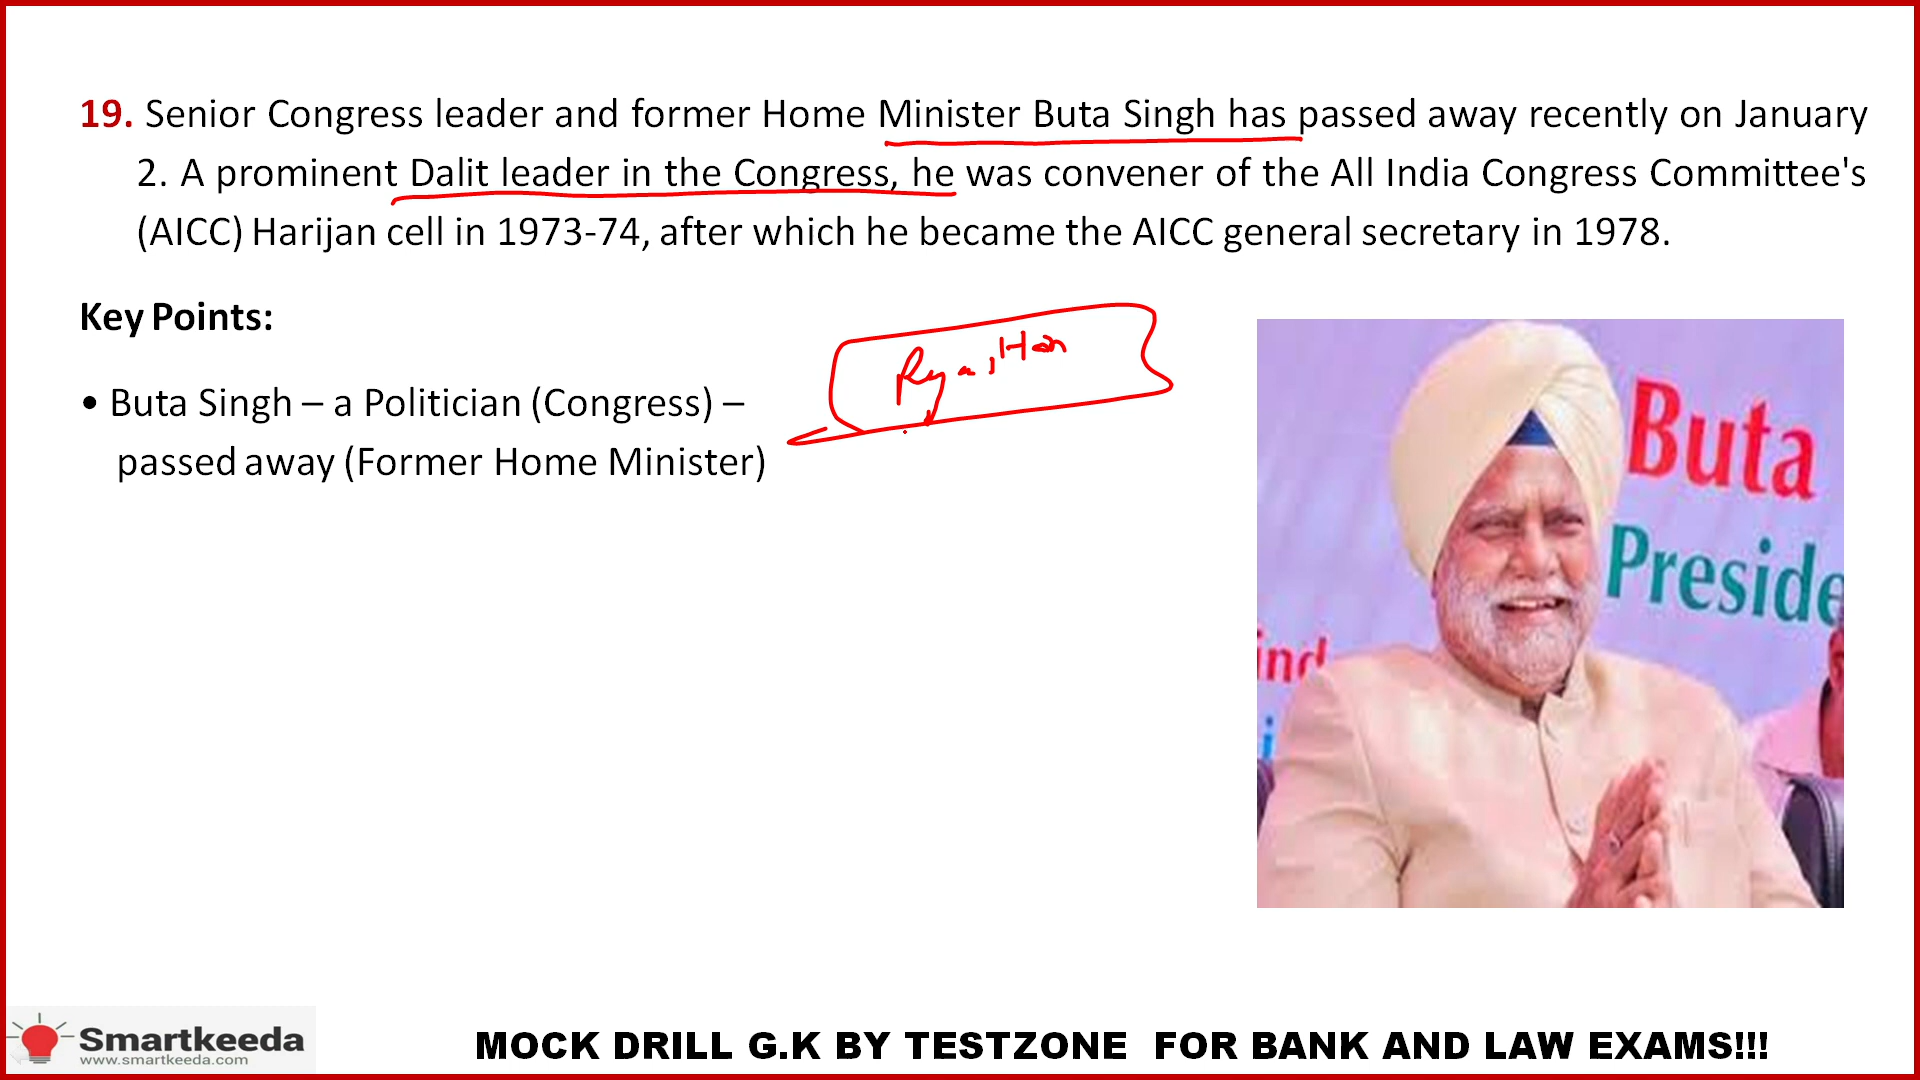 19. Senior Congress leader and former Home Minister Buta Singh has passed away recently on January
2. A prominent Dalit leader in the Congress, he was convener of the All India Congress Committee's
(AICC) Harijan cell in 1973-74, after which he became the AICC general secretary in 1978.
Key Points:
• Buta Singh – a Politician (Congress) –
passed away (Former Home Minister)
Buta
Preside
ind
Smartkeeda
www.smartkeeda.com
MOCK DRILL G.K BY TESTZONE FOR BANK AND LAW EXAMS!!!